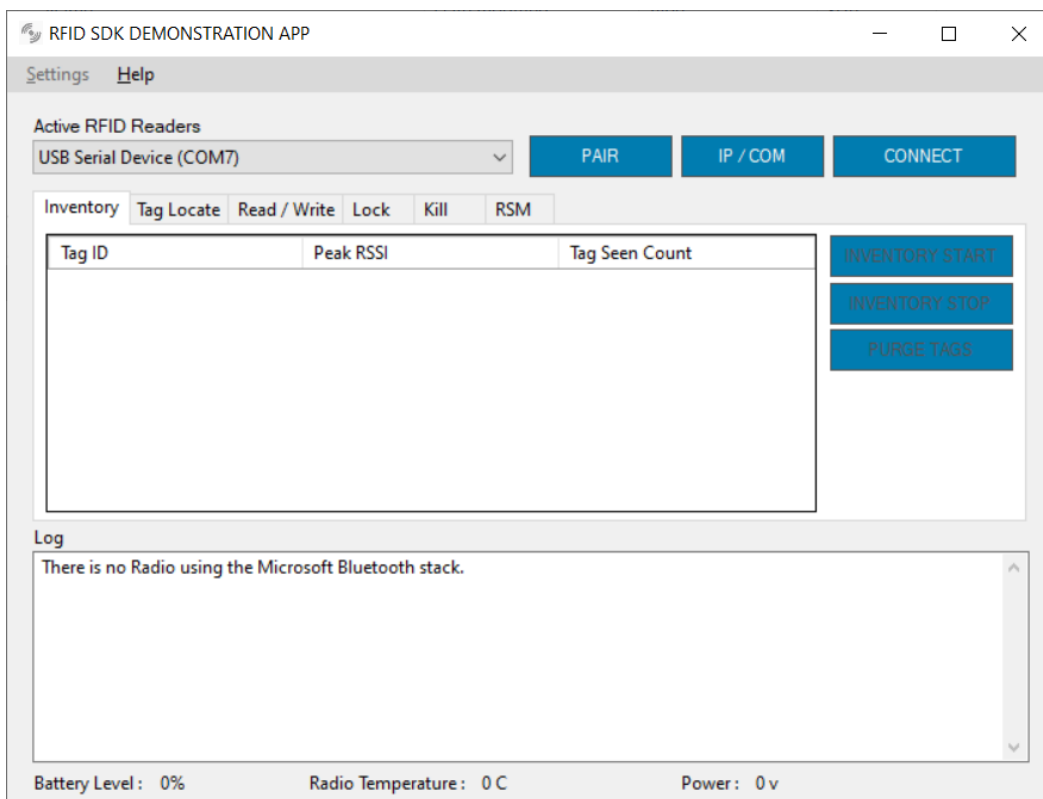 RFID SDK DEMONSTRATION APP
Settings Help
Active RFID Readers
USB Serial Device (COM7) PAIR IP / COM CONNECT
Inventory Tag Locate Read / Write Lock Kill RSM
Tag ID Peak RSSI Tag Seen Count INVENTORY START
INVENTORY STOP
PURGE TAGS
Log
There is no Radio using the Microsoft Bluetooth stack.
Battery Level : 0% Radio Temperature : 0 C Power : 0 v